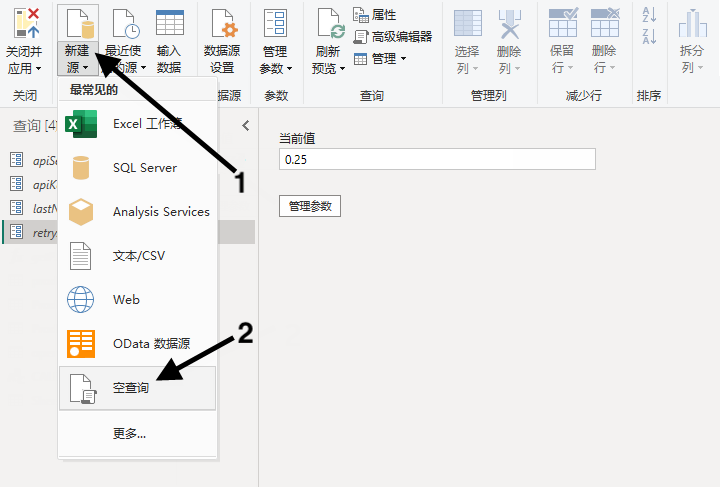 关闭并
应用
新建
源
最近使
的源
输入
数据
数据源
设置
管理
参数
刷新
预览
属性
高级编辑器
管理
选择
列
删除
列
保留
行
删除
行
拆分
列
关闭
据源
参数
查询
管理列
减少行
排序
最常见的
查询 [4]
Excel 工作簿
SQL Server
Analysis Services
文本/CSV
Web
OData 数据源
空查询
更多...
apiK
lastN
retry
当前值
0.25
管理参数
1
2